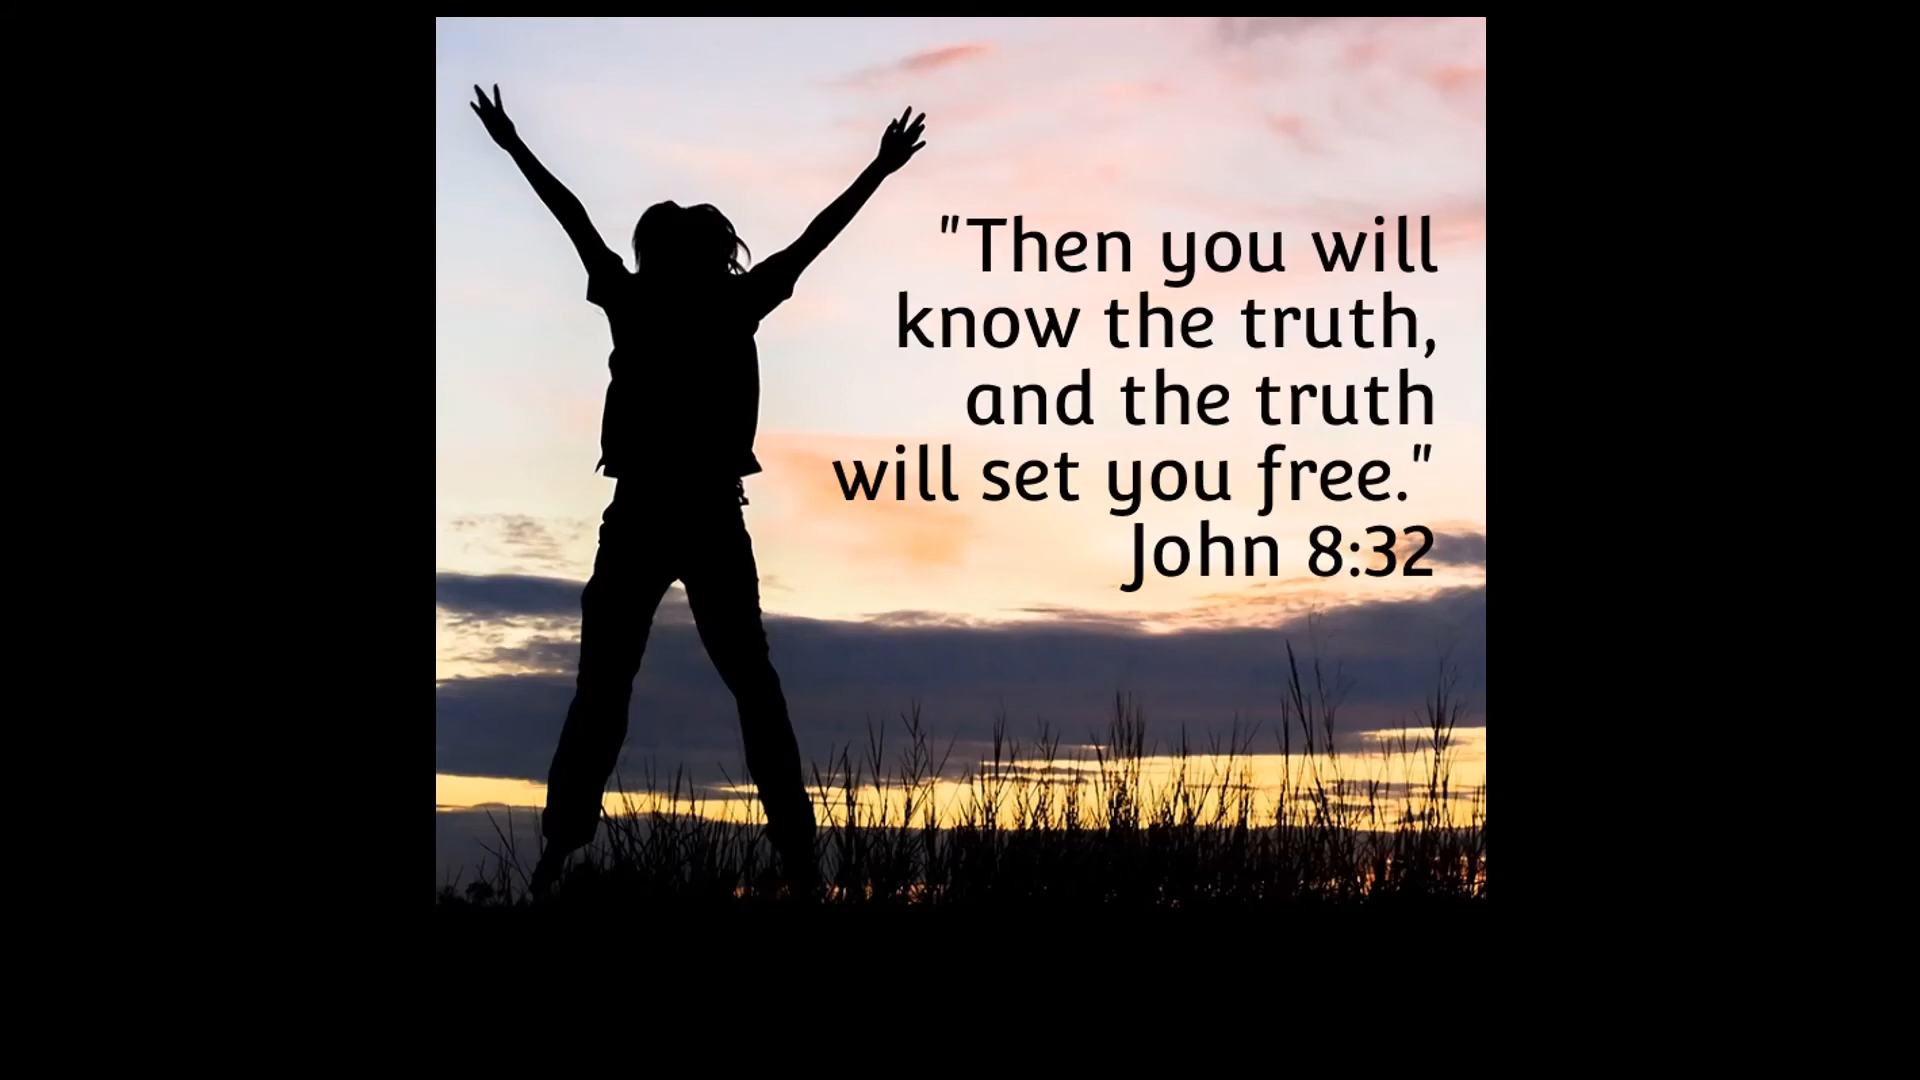 "Then you will
know the truth,
and the truth
will set you free."
John 8:32